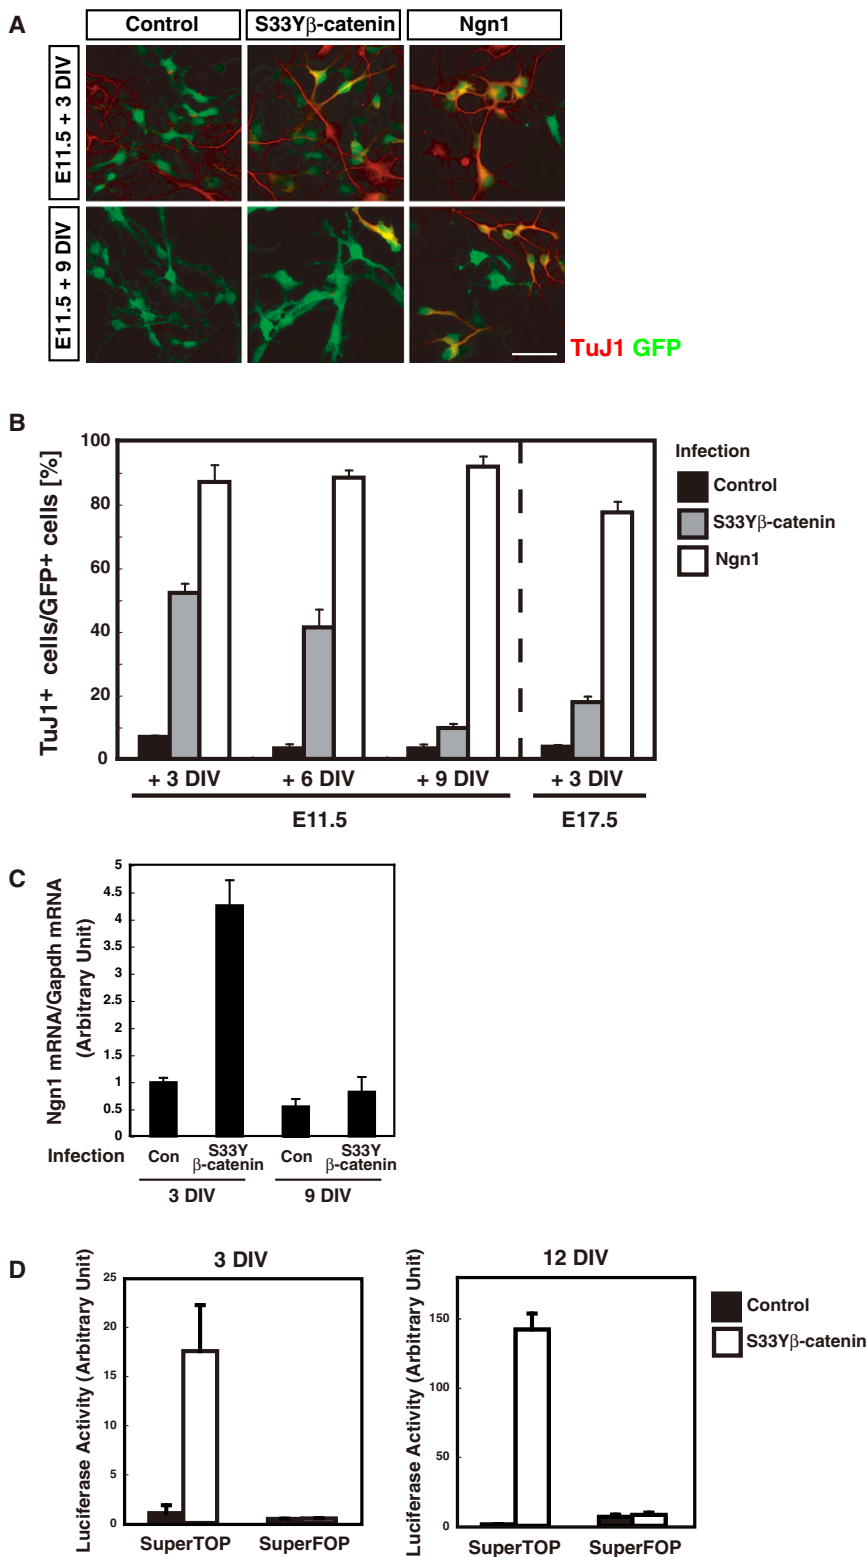 A
Control
S33Yβ-catenin
Ngn1
E11.5 + 3 DIV
E11.5 + 9 DIV
TuJ1 GFP
B
TuJ1+ cells/GFP+ cells [%]
100
80
60
40
20
0
+ 3 DIV
+ 6 DIV
+ 9 DIV
+ 3 DIV
E11.5
E17.5
Infection
Control
S33Yβ-catenin
Ngn1
C
Ngn1 mRNA/Gapdh mRNA
(Arbitrary Unit)
5
4.5
4
3.5
3
2.5
2
1.5
1
0.5
0
Infection
Con
S33Y
β-catenin
Con
S33Y
β-catenin
3 DIV
9 DIV
D
3 DIV
Luciferase Activity (Arbitrary Unit)
25
20
15
10
5
0
SuperTOP
SuperFOP
12 DIV
Luciferase Activity (Arbitrary Unit)
150
100
50
0
SuperTOP
SuperFOP
Control
S33Yβ-catenin